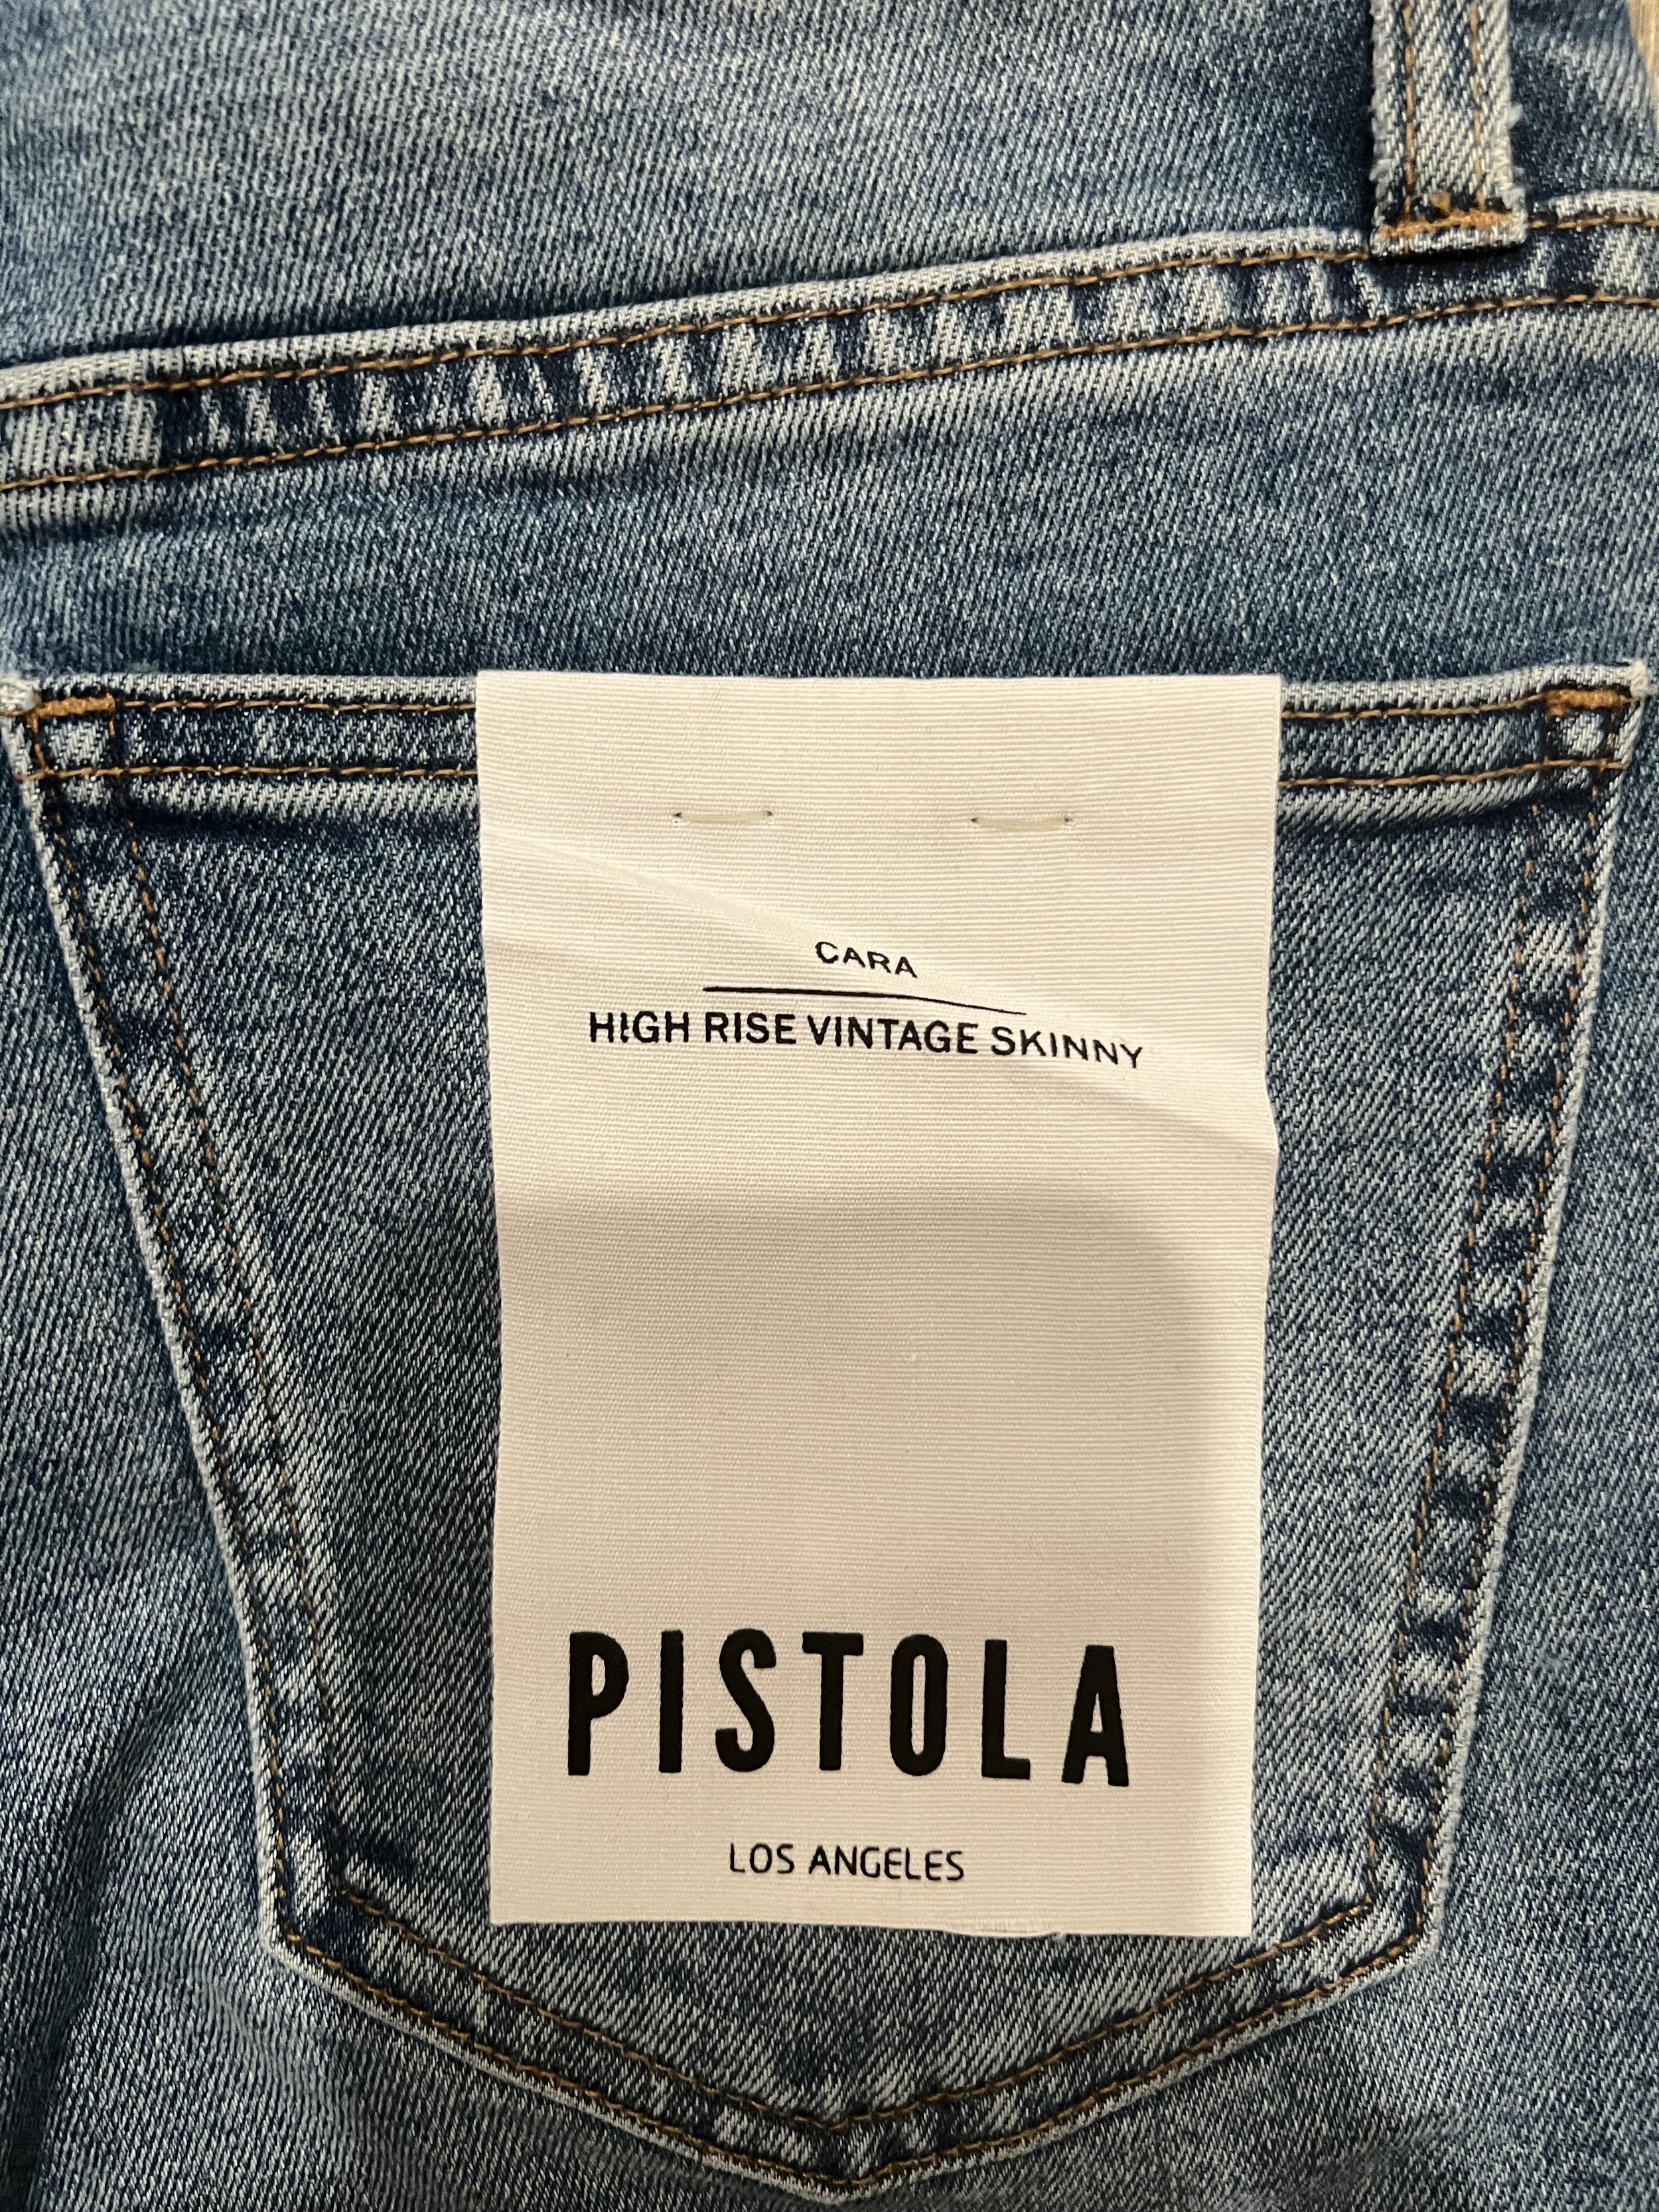 CARA
HIGH RISE VINTAGE SKINNY
PISTOLA
LOS ANGELES